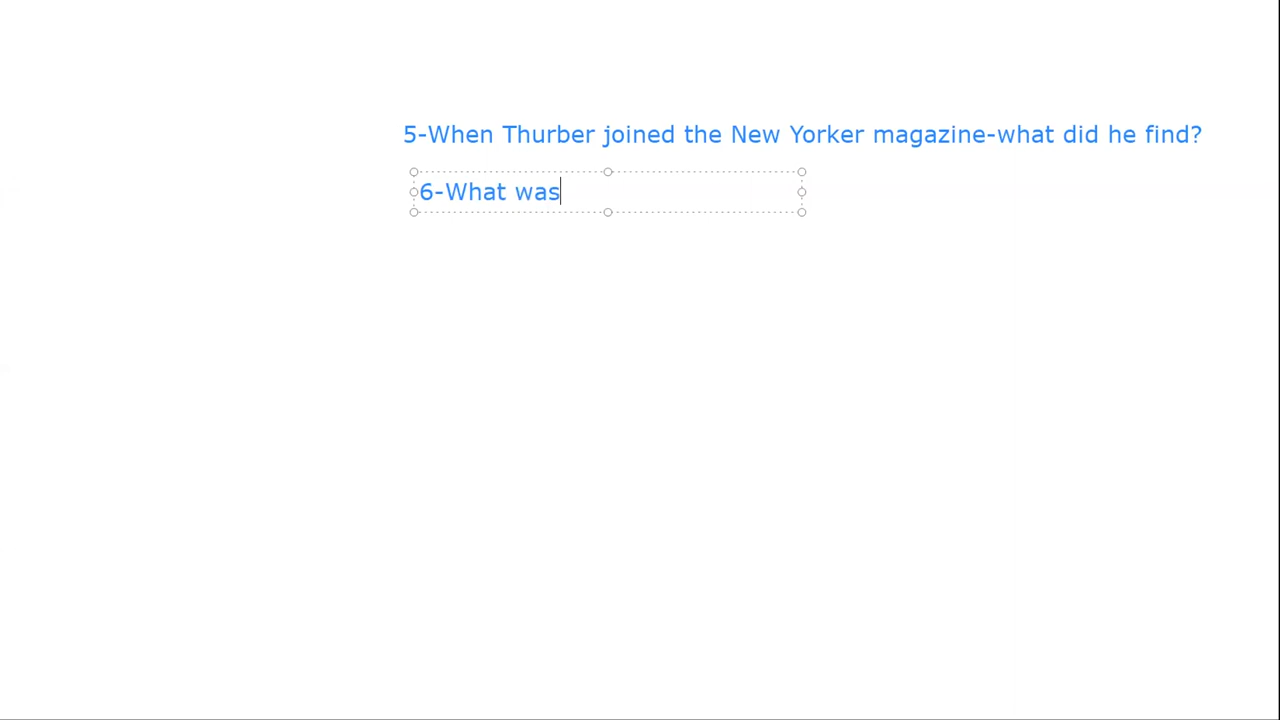 5-When Thurber joined the New Yorker magazine-what did he find?
6-What was